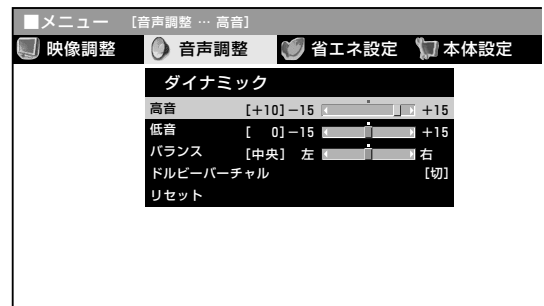 ■メニュー [音声調整 … 高音]
映像調整 音声調整 省エネ設定 本体設定
ダイナミック
高音 [+10] −15 +15
低音 [ 0] −15 +15
バランス [中央] 左 右
ドルビーバーチャル [切]
リセット